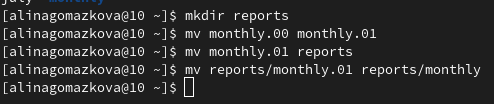 [alinagomazkova@10 ~]$ mkdir reports
[alinagomazkova@10 ~]$ mv monthly.00 monthly.01
[alinagomazkova@10 ~]$ mv monthly.01 reports
[alinagomazkova@10 ~]$ mv reports/monthly.01 reports/monthly
[alinagomazkova@10 ~]$